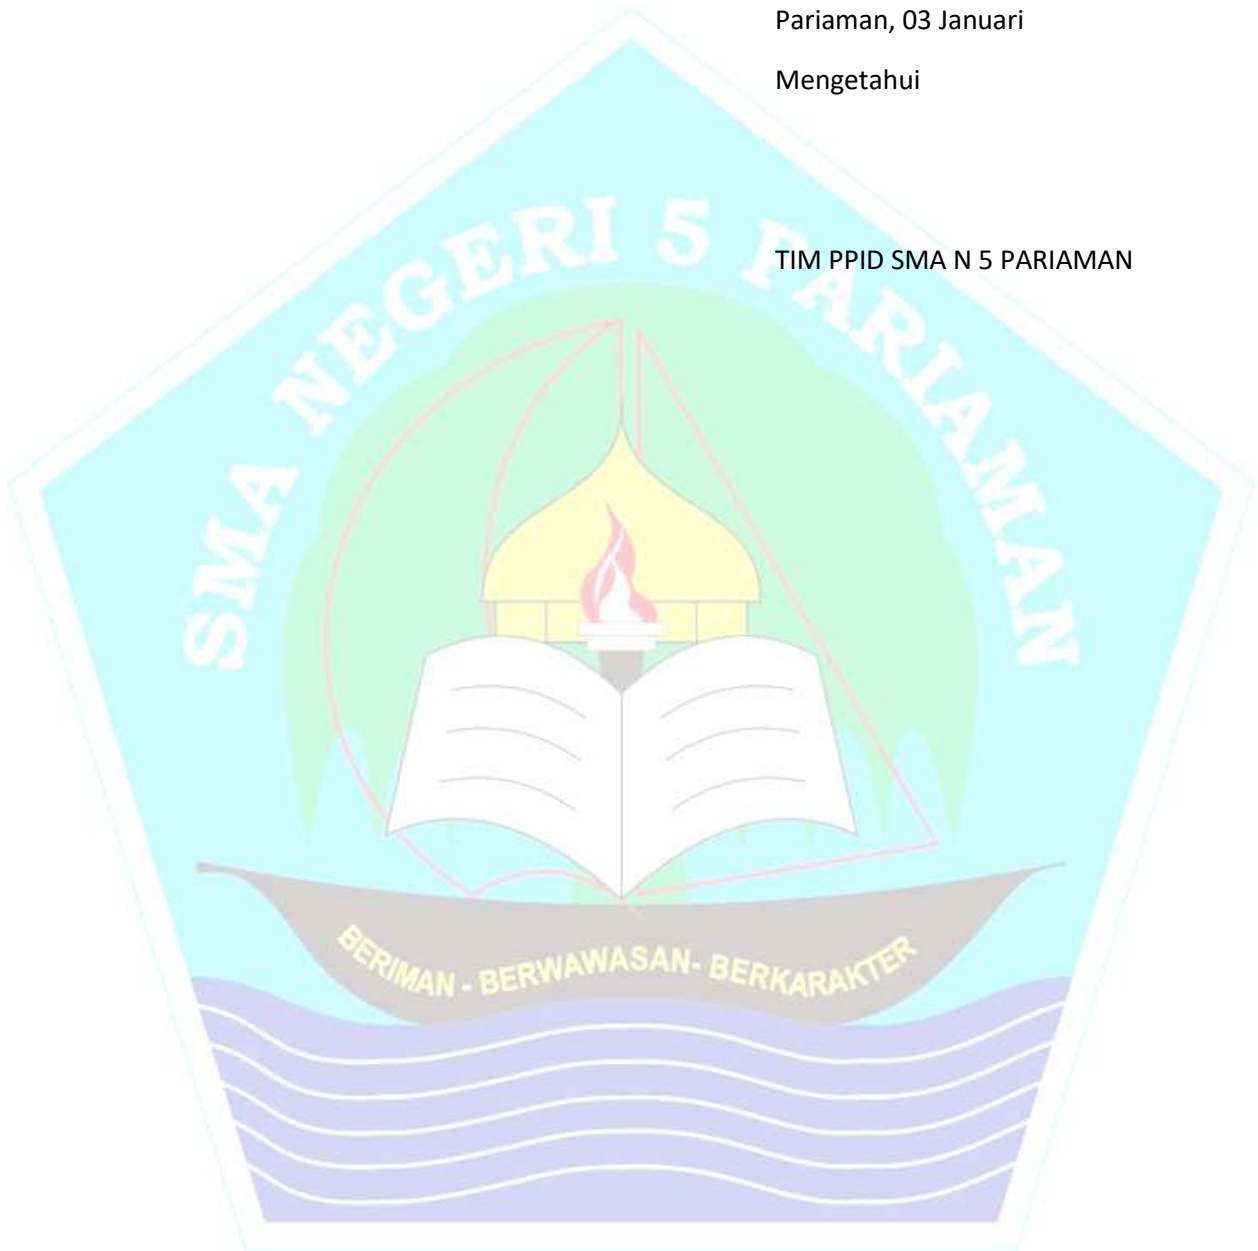 Pariaman, 03 Januari
Mengetahui
TIM PPID SMA N 5 PARIAMAN
SMA NEGERI 5 PARIAMAN
BERIMAN - BERWAWASAN- BERKARAKTER